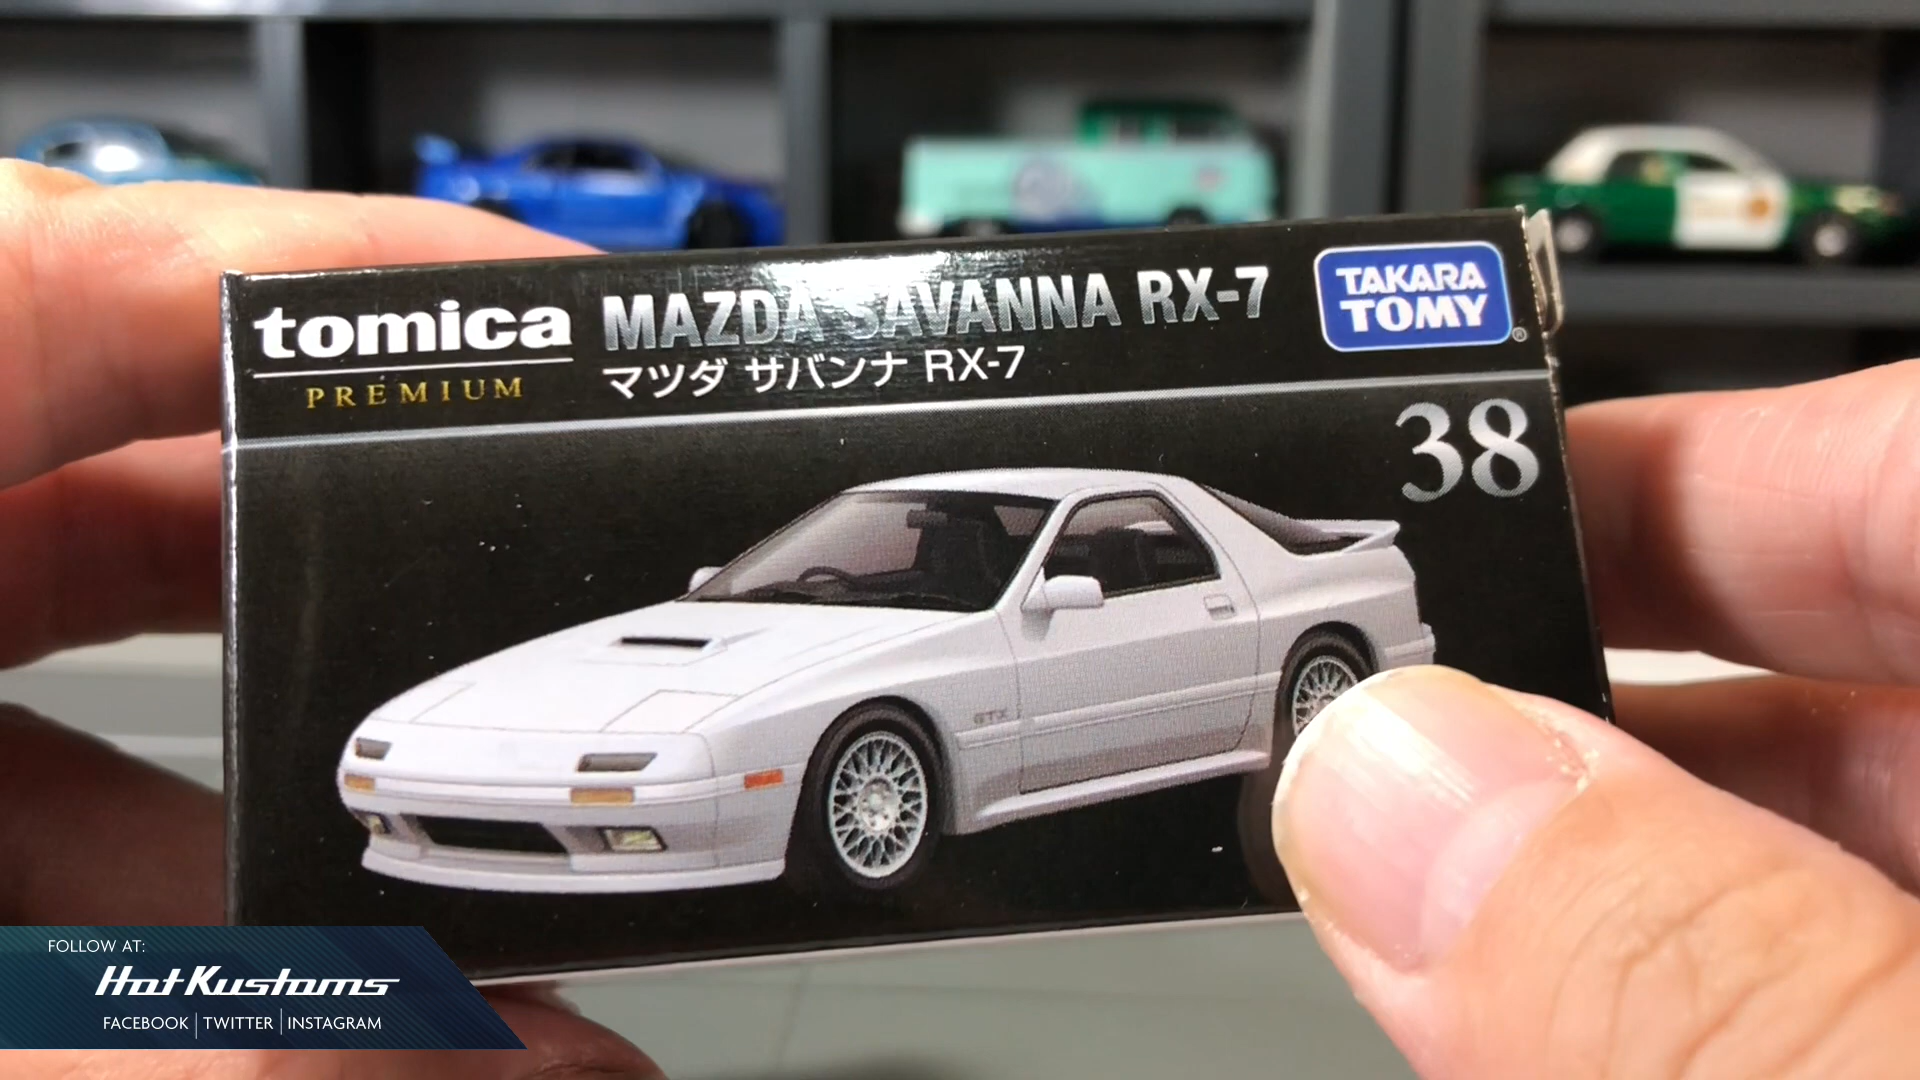 tomica
PREMIUM
MAZDA SAVANNA RX-7
マツダ サバンナ RX-7
TAKARA
TOMY
®
38
GTX
FOLLOW AT:
HotKustoms
FACEBOOK | TWITTER | INSTAGRAM